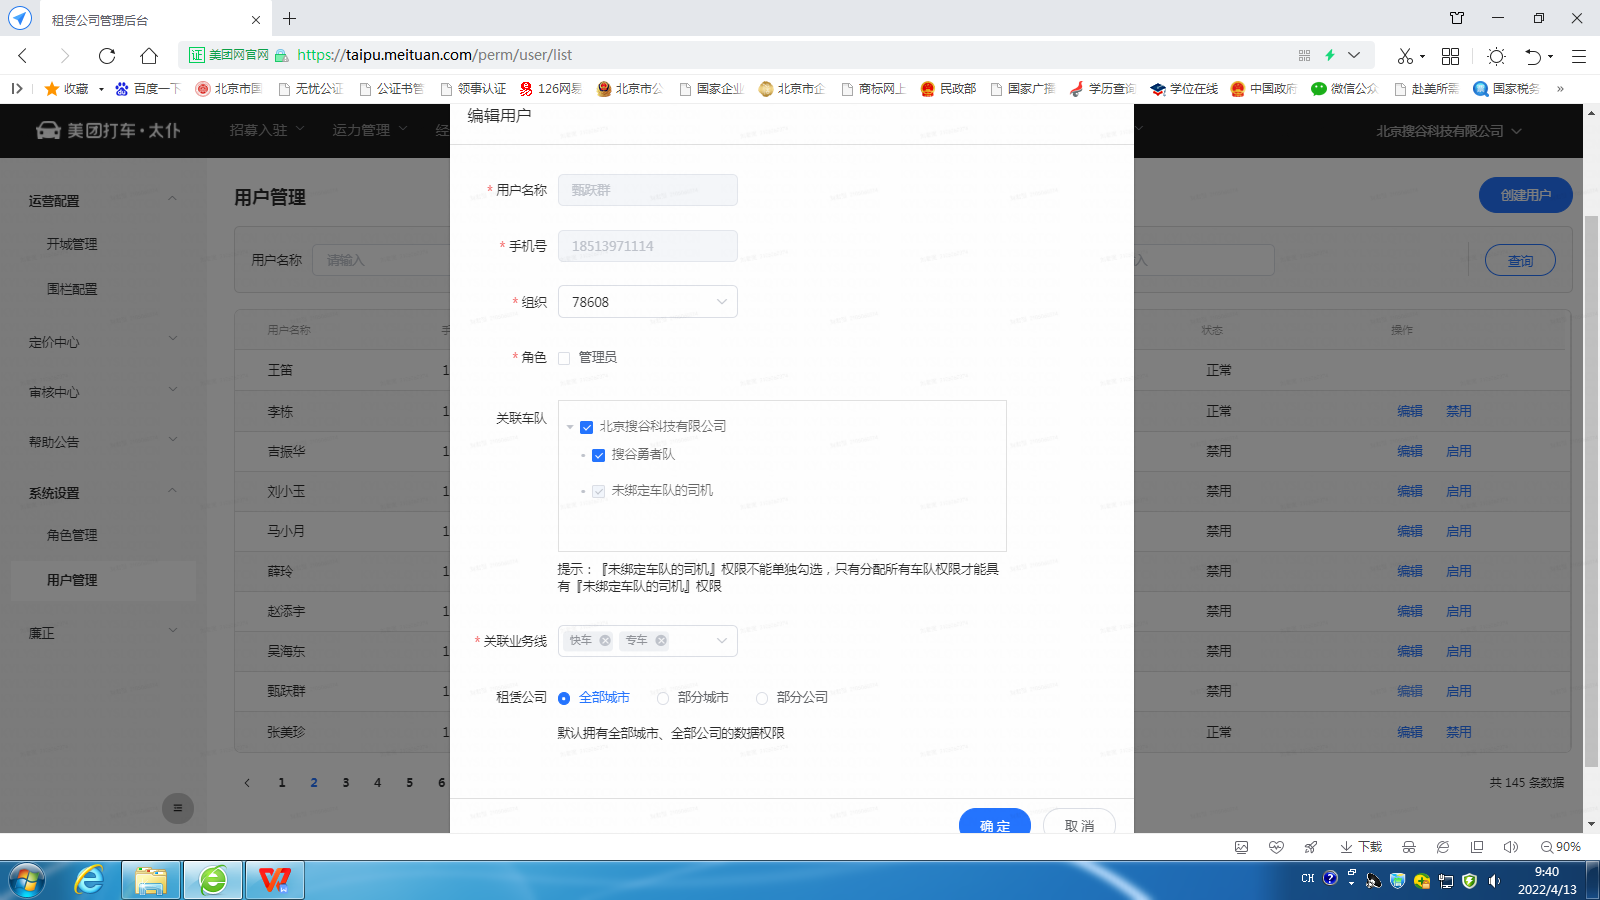 租赁公司管理后台
证 美团网官网 https://taipu.meituan.com/perm/user/list
收藏 百度一下 北京市国 无忧公证 公证书管 领事认证 126网易 北京市公 国家企业 北京市企 商标网上 民政部 国家广播 学历查询 学位在线 中国政府 微信公众 赴美所需 国家税务 »
美团打车·太仆 招募入驻 运力管理 经 北京搜谷科技有限公司
编辑用户
运营配置
开城管理
围栏配置
定价中心
审核中心
帮助公告
系统设置
角色管理
用户管理
廉正
用户管理 创建用户
用户名称 请输入 入 查询
用户名称 手 状态 操作
王笛 1 正常
李栋 1 正常 编辑 禁用
吉振华 1 禁用 编辑 启用
刘小玉 1 禁用 编辑 启用
马小月 1 禁用 编辑 启用
薛玲 1 禁用 编辑 启用
赵添宇 1 禁用 编辑 启用
吴海东 1 禁用 编辑 启用
甄跃群 1 禁用 编辑 启用
张美珍 1 正常 编辑 禁用
1 2 3 4 5 6 共 145 条数据
* 用户名称 甄跃群
* 手机号 18513971114
* 组织 78608
* 角色 管理员
关联车队 北京搜谷科技有限公司
搜谷勇者队
未绑定车队的司机
提示：『未绑定车队的司机』权限不能单独勾选，只有分配所有车队权限才能具
有『未绑定车队的司机』权限
* 关联业务线 快车 专车
租赁公司 全部城市 部分城市 部分公司
默认拥有全部城市、全部公司的数据权限
确定 取消
下载 90%
CH 9:40
2022/4/13